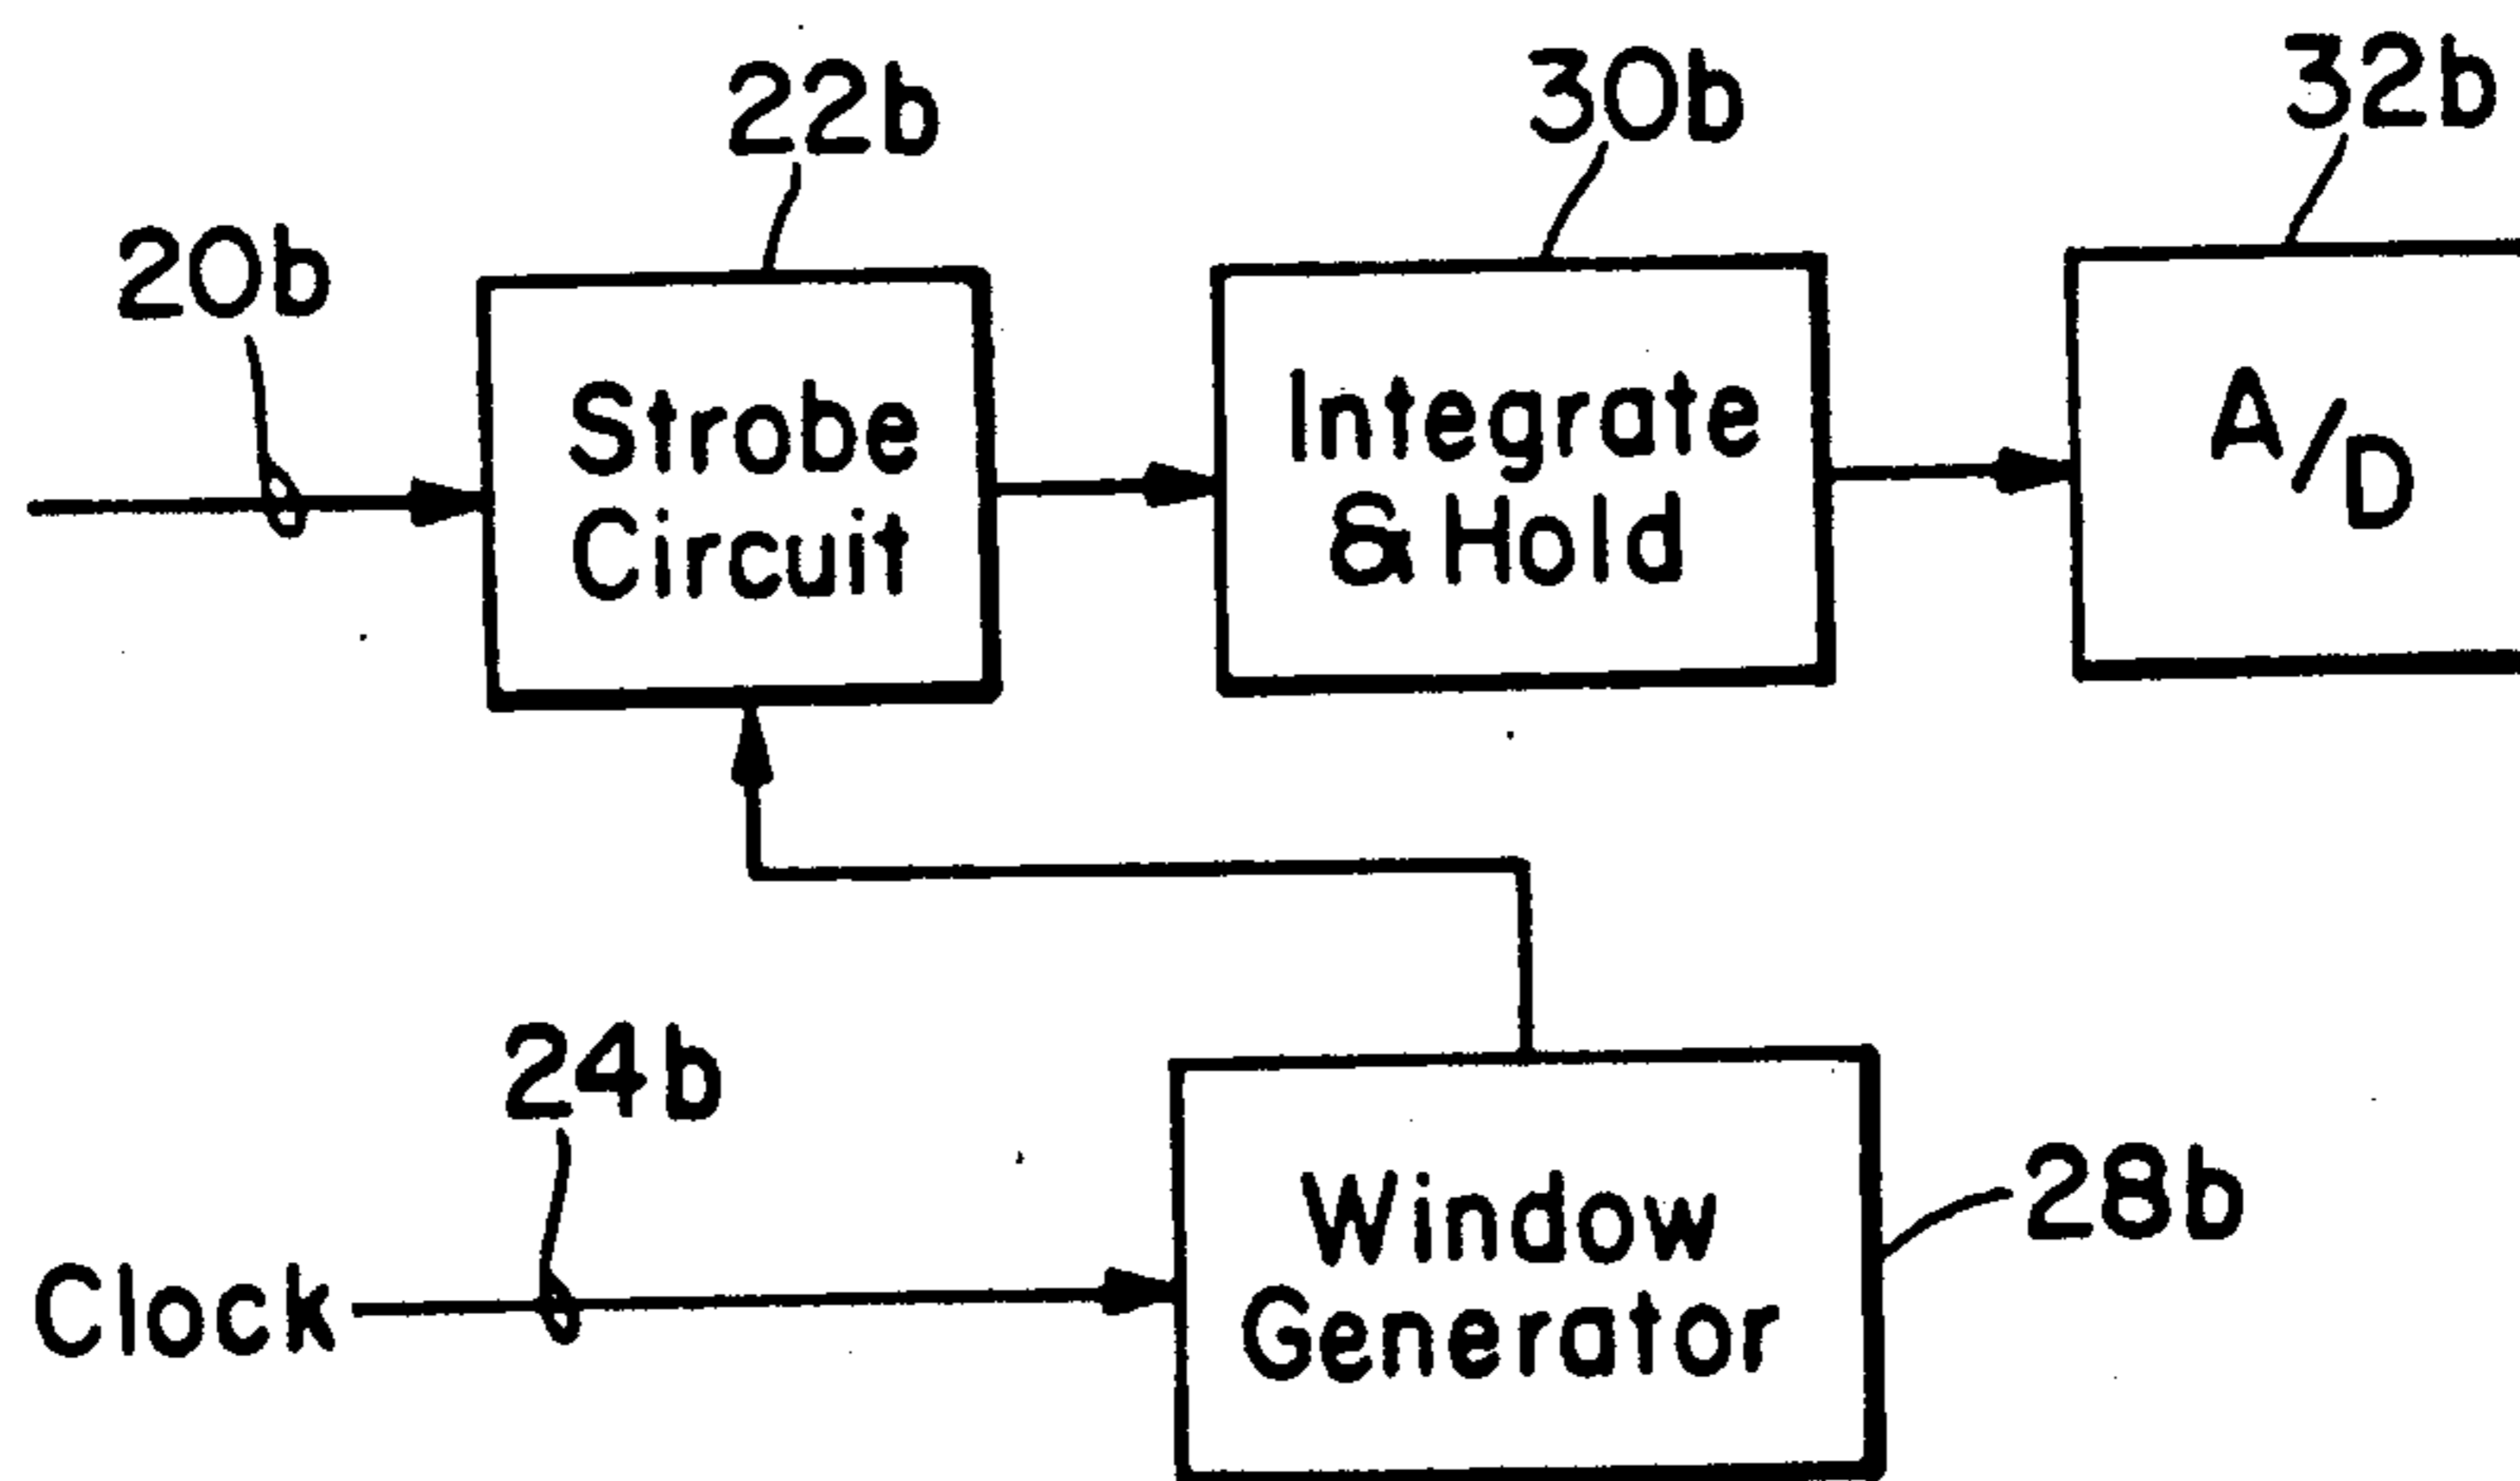 22b
30b
32b
20b
Strobe
Circuit
Integrate
& Hold
A/D
24b
Clock
Window
Generator
28b